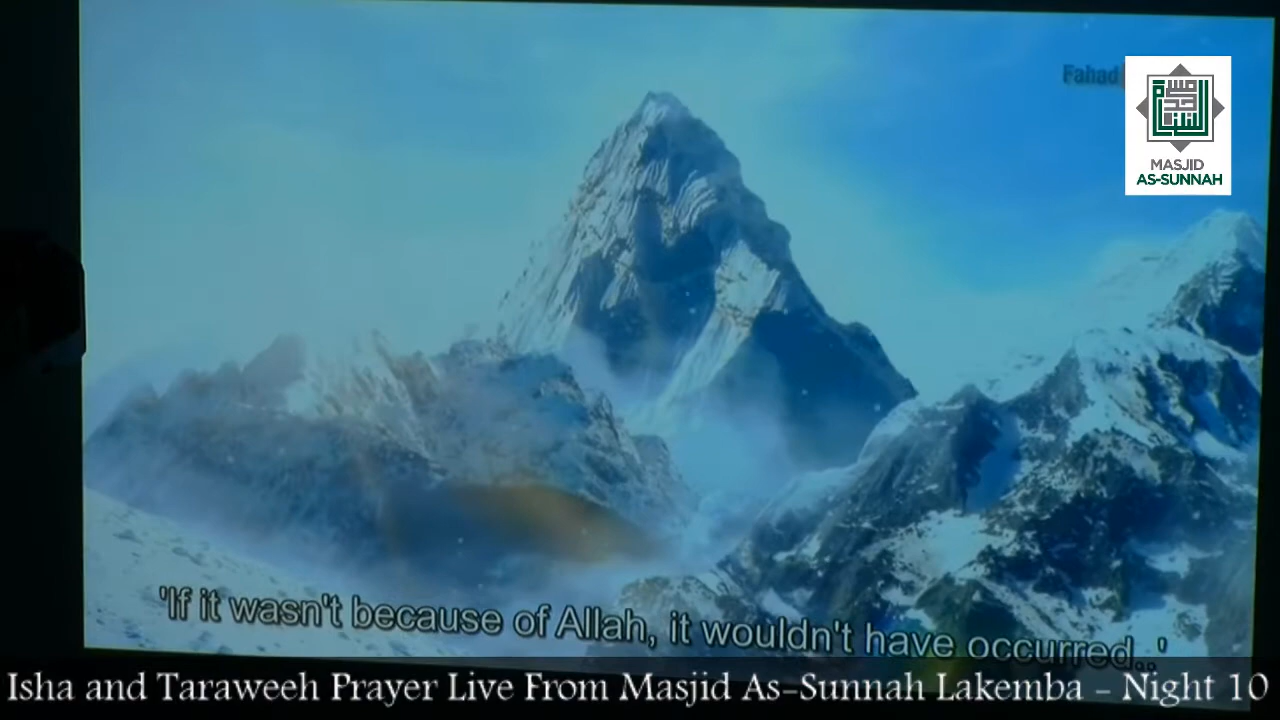 Fahad
MASJID
AS-SUNNAH
'If it wasn't because of Allah, it wouldn't have occurred..'
Isha and Taraweeh Prayer Live From Masjid As-Sunnah Lakemba - Night 10